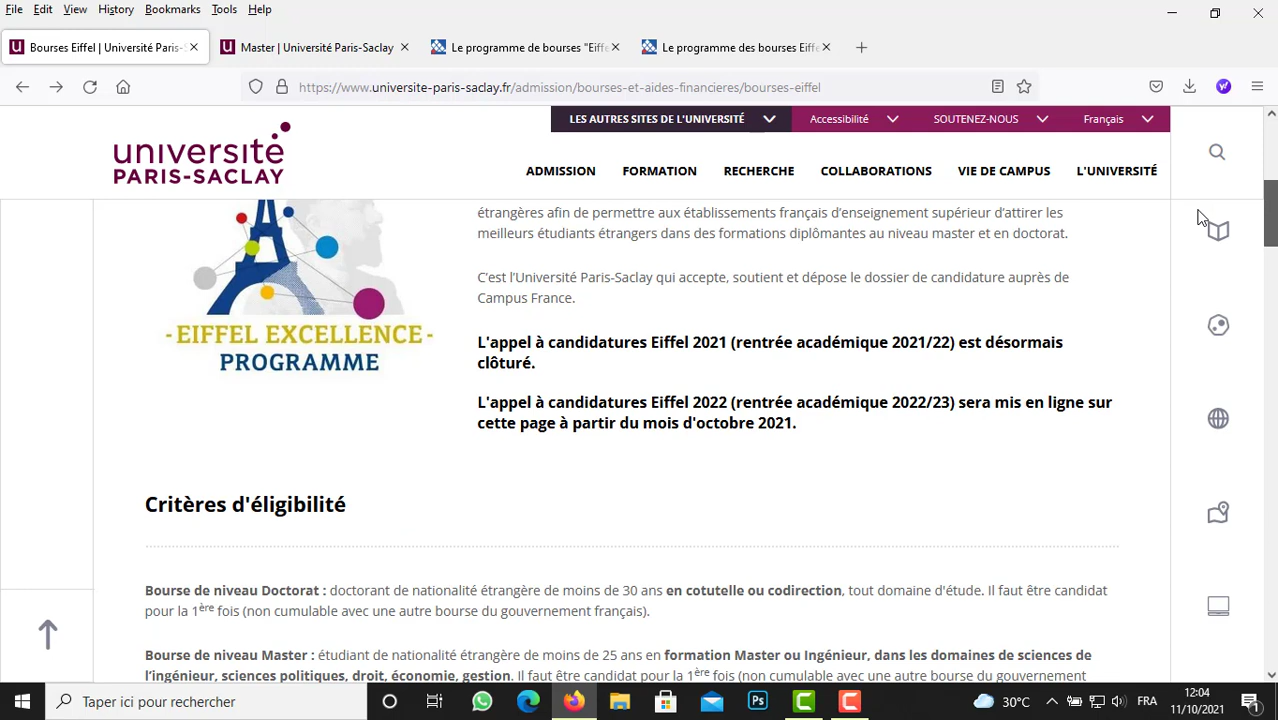 File Edit View History Bookmarks Tools Help
Bourses Eiffel | Université Paris- Master | Université Paris-Saclay Le programme de bourses "Eiffe Le programme des bourses Eiff
https://www.universite-paris-saclay.fr/admission/bourses-et-aides-financieres/bourses-eiffel
LES AUTRES SITES DE L'UNIVERSITÉ Accessibilité SOUTENEZ-NOUS Français
université
PARIS-SACLAY
ADMISSION FORMATION RECHERCHE COLLABORATIONS VIE DE CAMPUS L'UNIVERSITÉ
étrangères afin de permettre aux établissements français d'enseignement supérieur d'attirer les
meilleurs étudiants étrangers dans des formations diplômantes au niveau master et en doctorat.
C'est l'Université Paris-Saclay qui accepte, soutient et dépose le dossier de candidature auprès de
Campus France.
- EIFFEL EXCELLENCE -
PROGRAMME
L'appel à candidatures Eiffel 2021 (rentrée académique 2021/22) est désormais
clôturé.
L'appel à candidatures Eiffel 2022 (rentrée académique 2022/23) sera mis en ligne sur
cette page à partir du mois d'octobre 2021.
Critères d'éligibilité
Bourse de niveau Doctorat : doctorant de nationalité étrangère de moins de 30 ans en cotutelle ou codirection, tout domaine d'étude. Il faut être candidat
pour la 1ère fois (non cumulable avec une autre bourse du gouvernement français).
Bourse de niveau Master : étudiant de nationalité étrangère de moins de 25 ans en formation Master ou Ingénieur, dans les domaines de sciences de
l'ingénieur, sciences politiques, droit, économie, gestion. Il faut être candidat pour la 1ère fois (non cumulable avec une autre bourse du gouvernement
Taper ici pour rechercher
30°C FRA 12:04
11/10/2021
1